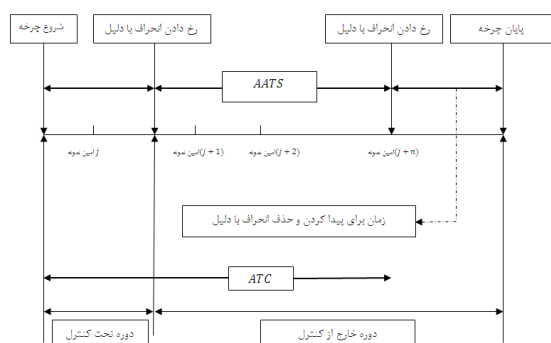 شروع چرخه
رخ دادن انحراف با دلیل
رخ دادن انحراف با دلیل
پایان چرخه
AATS
j امین نمونه
(j + 1)امین نمونه
(j + 2)امین نمونه
(j + n)امین نمونه
زمان برای پیدا کردن و حذف انحراف با دلیل
ATC
دوره تحت کنترل
دوره خارج از کنترل